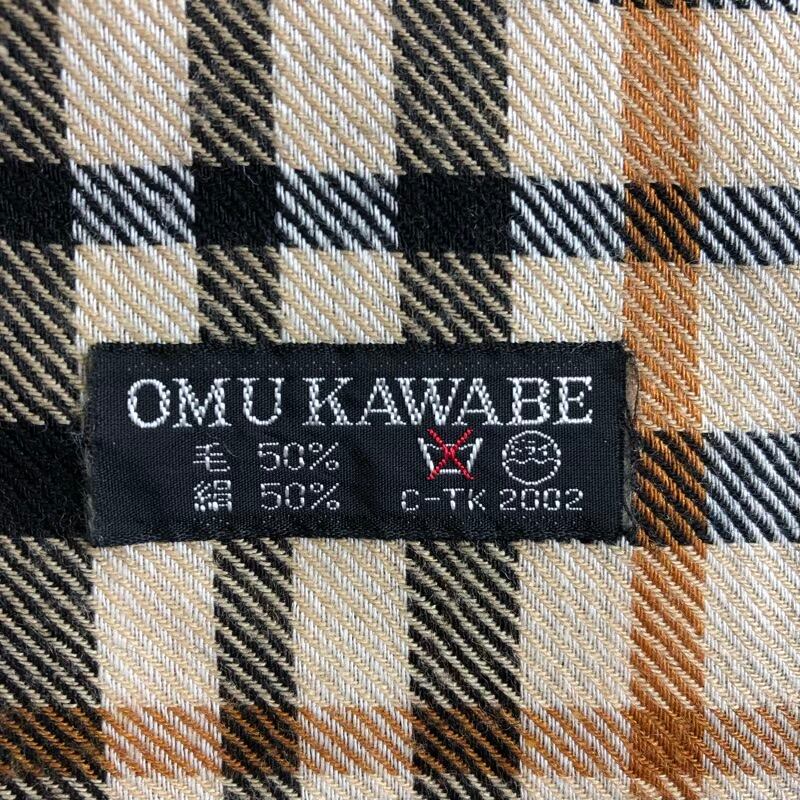 OMU KAWABE
毛 50%
絹 50%
C-TK 2002